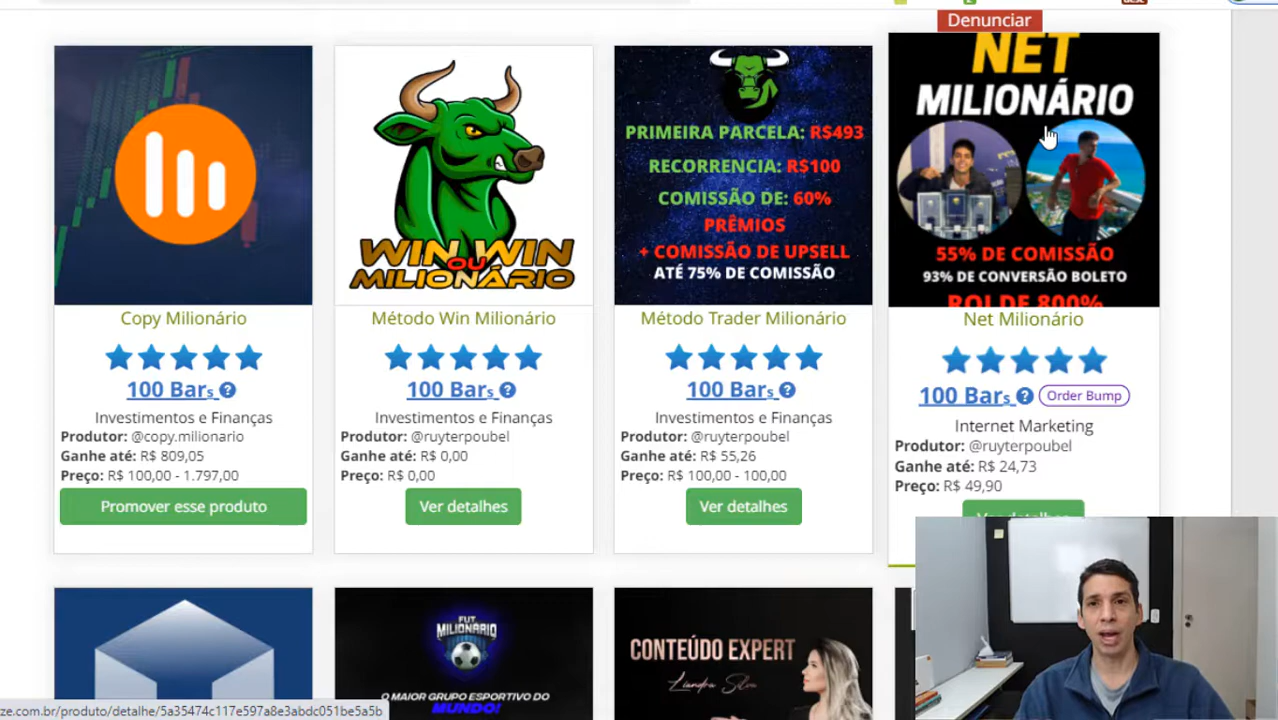 Denunciar
WIN WIN
OU
MILIONÁRIO
PRIMEIRA PARCELA: R$493
RECORRENCIA: R$100
COMISSÃO DE: 60%
PRÊMIOS
+ COMISSÃO DE UPSELL
ATÉ 75% DE COMISSÃO
NET
MILIONÁRIO
55% DE COMISSÃO
93% DE CONVERSÃO BOLETO
ROI DE 800%
Copy Milionário
100 Bars ?
Investimentos e Finanças
Produtor: @copy.milionario
Ganhe até: R$ 809,05
Preço: R$ 100,00 - 1.797,00
Promover esse produto
Método Win Milionário
100 Bars ?
Investimentos e Finanças
Produtor: @ruyterpoubel
Ganhe até: R$ 0,00
Preço: R$ 0,00
Ver detalhes
Método Trader Milionário
100 Bars ?
Investimentos e Finanças
Produtor: @ruyterpoubel
Ganhe até: R$ 55,26
Preço: R$ 100,00 - 100,00
Ver detalhes
Net Milionário
100 Bars ? Order Bump
Internet Marketing
Produtor: @ruyterpoubel
Ganhe até: R$ 24,73
Preço: R$ 49,90
FUT
MILIONÁRIO
O MAIOR GRUPO ESPORTIVO DO
MUNDO!
CONTEÚDO EXPERT
Liandra Silva
ze.com.br/produto/detalhe/5a35474c117e597a8e3abdc051be5a5b